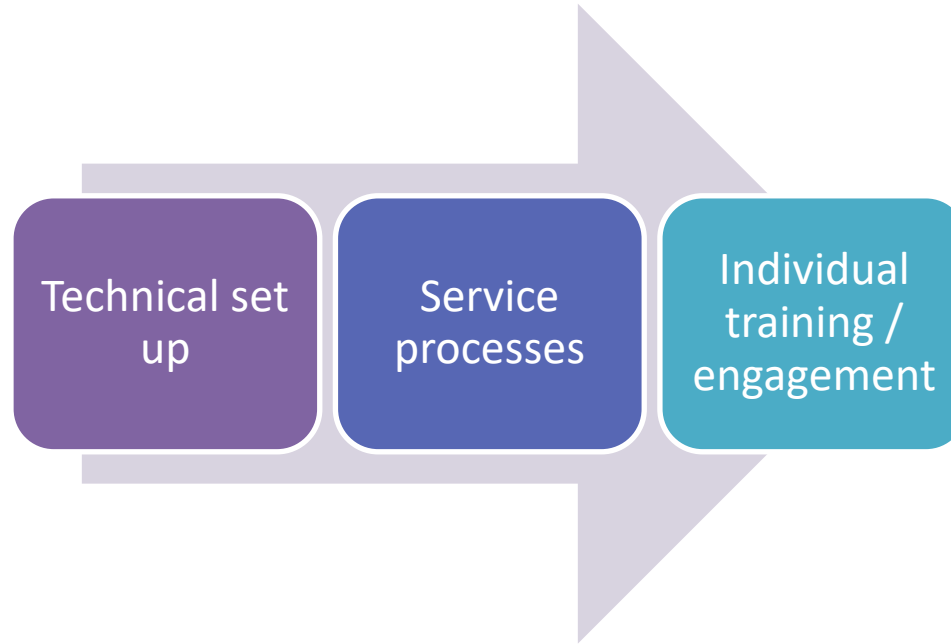 Technical set
up
Service
processes
Individual
training /
engagement